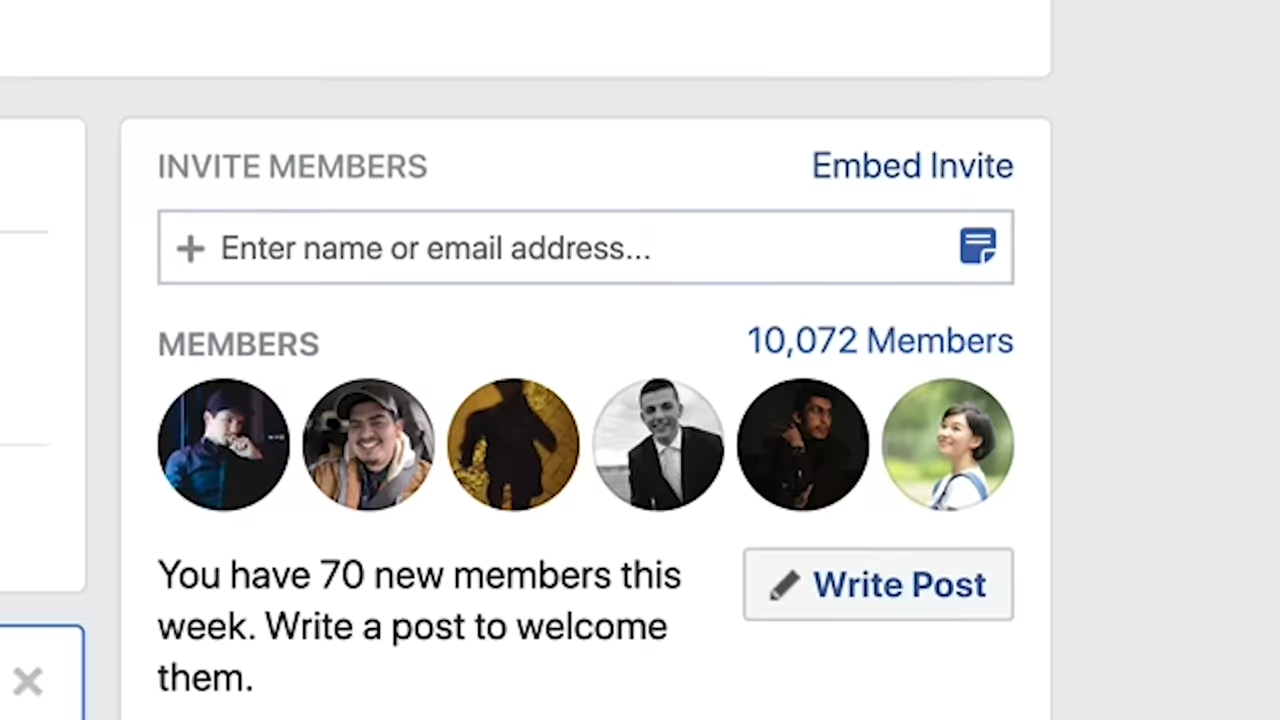 INVITE MEMBERS
Embed Invite
Enter name or email address...
MEMBERS
10,072 Members
You have 70 new members this
week. Write a post to welcome
them.
Write Post